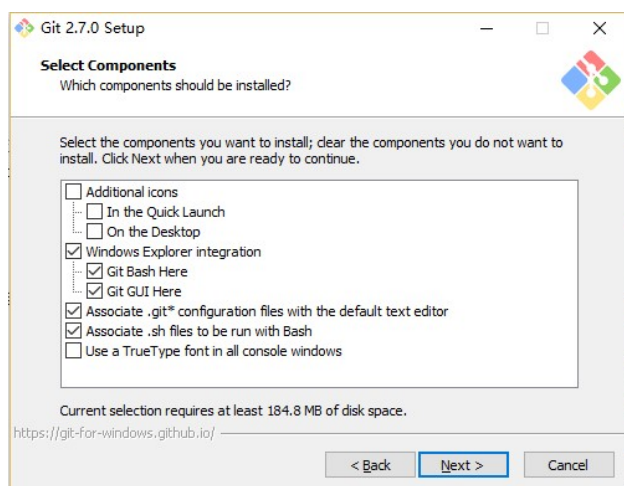 Git 2.7.0 Setup
Select Components
Which components should be installed?
Select the components you want to install; clear the components you do not want to
install. Click Next when you are ready to continue.
Additional icons
In the Quick Launch
On the Desktop
Windows Explorer integration
Git Bash Here
Git GUI Here
Associate .git* configuration files with the default text editor
Associate .sh files to be run with Bash
Use a TrueType font in all console windows
Current selection requires at least 184.8 MB of disk space.
https://git-for-windows.github.io/
< Back Next > Cancel